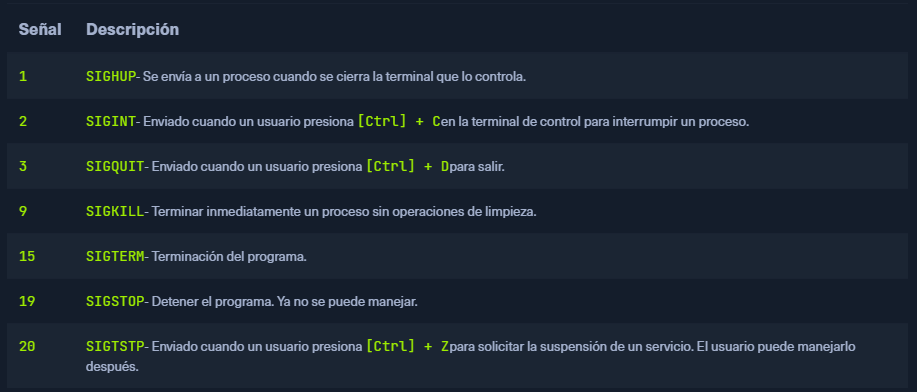 Señal Descripción
1 SIGHUP- Se envía a un proceso cuando se cierra la terminal que lo controla.
2 SIGINT- Enviado cuando un usuario presiona [Ctrl] + Cen la terminal de control para interrumpir un proceso.
3 SIGQUIT- Enviado cuando un usuario presiona [Ctrl] + Dpara salir.
9 SIGKILL- Terminar inmediatamente un proceso sin operaciones de limpieza.
15 SIGTERM- Terminación del programa.
19 SIGSTOP- Detener el programa. Ya no se puede manejar.
20 SIGTSTP- Enviado cuando un usuario presiona [Ctrl] + Zpara solicitar la suspensión de un servicio. El usuario puede manejarlo
después.